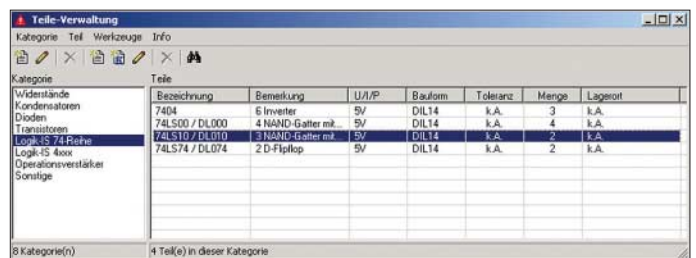 Teile-Verwaltung
Kategorie Teil Werkzeuge Info
Kategorie
Widerstände
Kondensatoren
Dioden
Transistoren
Logik-IS 74-Reihe
Logik-IS 4xxx
Operationsverstärker
Sonstige
Teile
Bezeichnung Bemerkung U/I/P Bauform Toleranz Menge Lagerort
7404 6 Inverter 5V DIL14 k.A. 3 k.A.
74LS00 / DL000 4 NAND-Gatter mit... 5V DIL14 k.A. 4 k.A.
74LS10 / DL010 3 NAND-Gatter mit... 5V DIL14 k.A. 2 k.A.
74LS74 / DL074 2 D-Flipflop 5V DIL14 k.A. 2 k.A.
8 Kategorie(n) 4 Teil(e) in dieser Kategorie